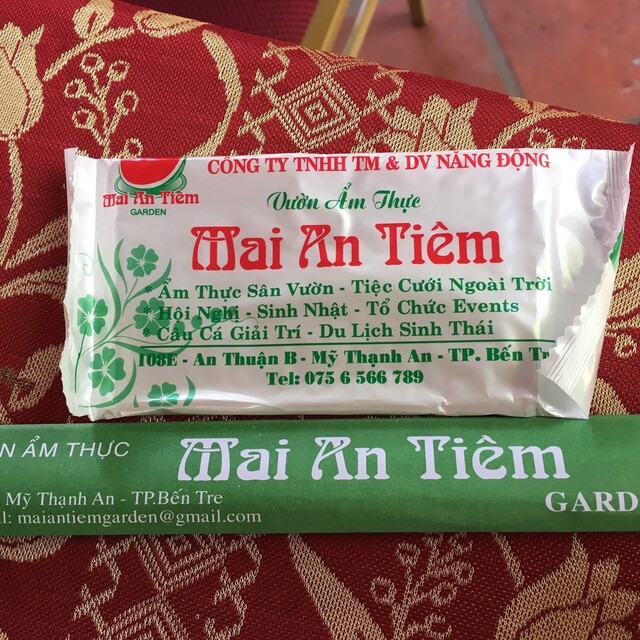 CÔNG TY TNHH TM & DV NĂNG ĐỘNG
Mai An Tiêm
GARDEN
Vườn Ẩm Thực
Mai An Tiêm
* Ẩm Thực Sân Vườn - Tiệc Cưới Ngoài Trời
* Hội Nghị - Sinh Nhật - Tổ Chức Events
* Câu Cá Giải Trí - Du Lịch Sinh Thái
108E - An Thuận B - Mỹ Thạnh An - TP. Bến Tre
Tel: 075 6 566 789
N ẨM THỰC
Mai An Tiêm
Mỹ Thạnh An - TP.Bến Tre
GARD
l: maiantiemgarden@gmail.com